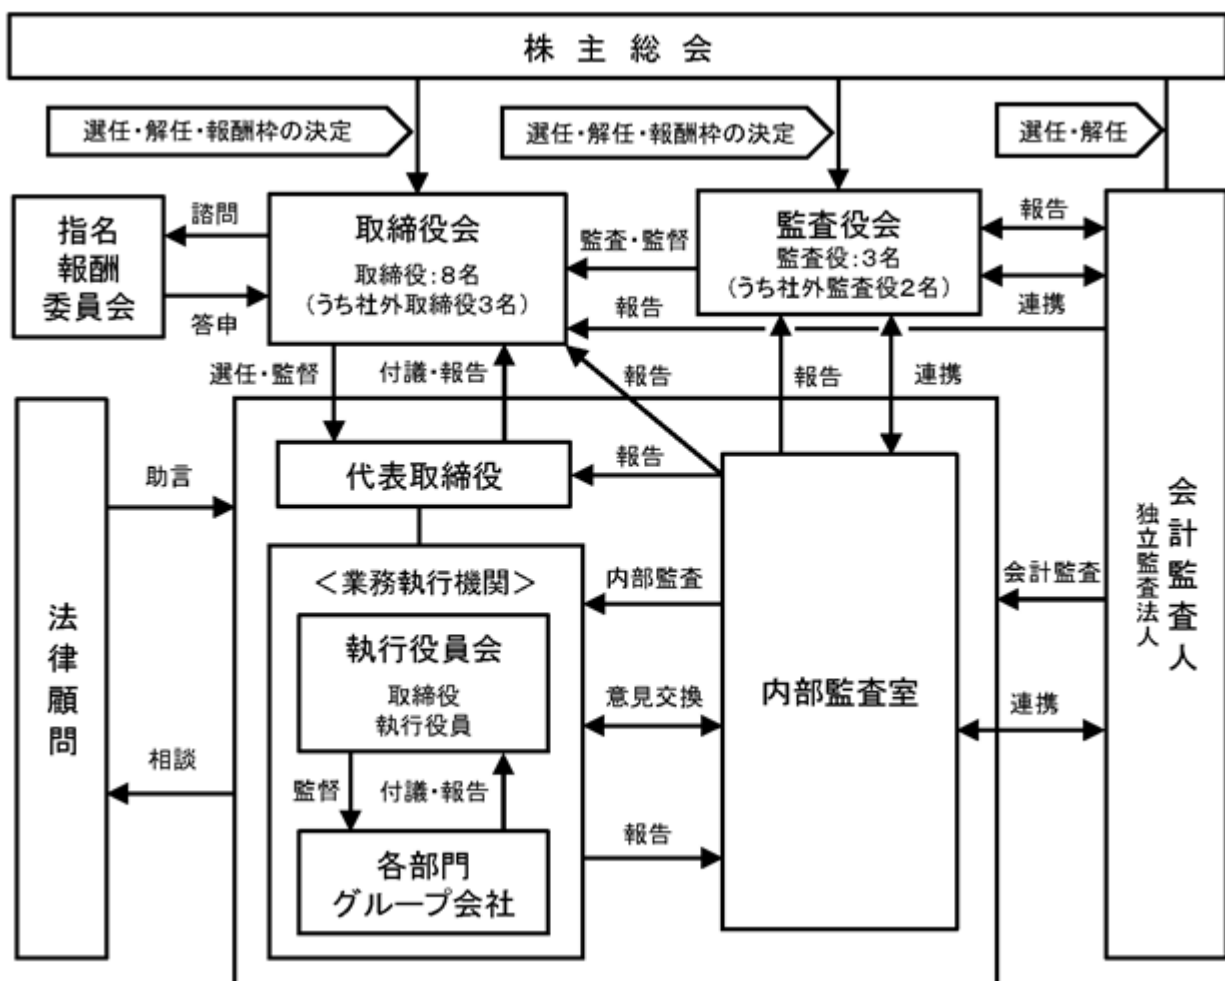 株主総会
選任・解任・報酬枠の決定
選任・解任・報酬枠の決定
選任・解任
指名
報酬
委員会
諮問
答申
取締役会
取締役:8名
(うち社外取締役3名)
監査・監督
監査役会
監査役:3名
(うち社外監査役2名)
報告
連携
報告
選任・監督
付議・報告
報告
報告
連携
代表取締役
報告
助言
法律顧問
相談
<業務執行機関>
執行役員会
取締役
執行役員
監督
付議・報告
各部門
グループ会社
内部監査
意見交換
報告
内部監査室
会計監査
連携
会計監査人
独立監査法人